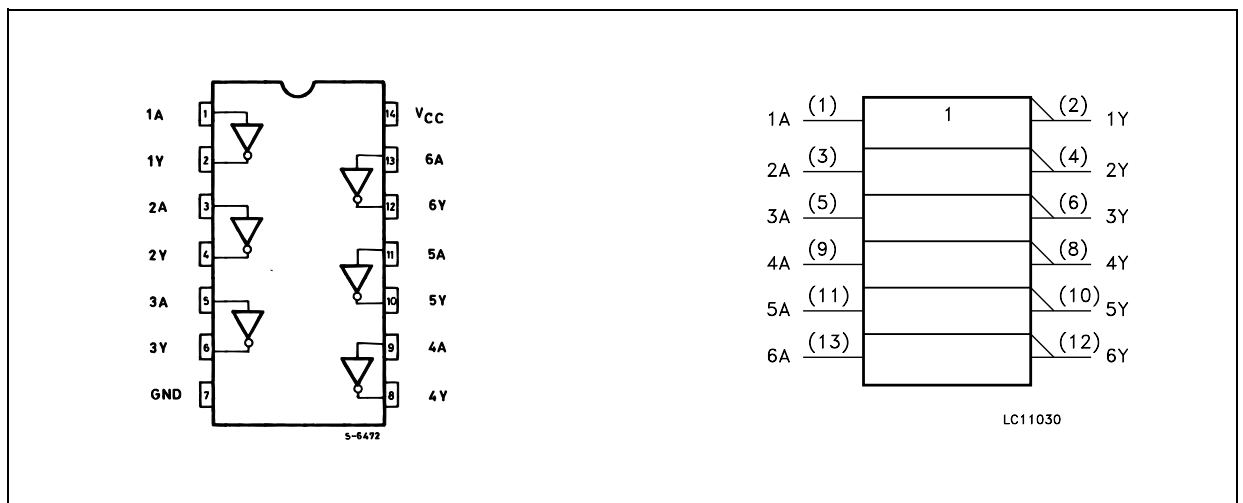 1A 1 14 VCC
1Y 2 13 6A
2A 3 12 6Y
2Y 4 11 5A
3A 5 10 5Y
3Y 6 9 4A
GND 7 8 4Y
S-6472
1A (1) 1 (2) 1Y
2A (3) (4) 2Y
3A (5) (6) 3Y
4A (9) (8) 4Y
5A (11) (10) 5Y
6A (13) (12) 6Y
LC11030